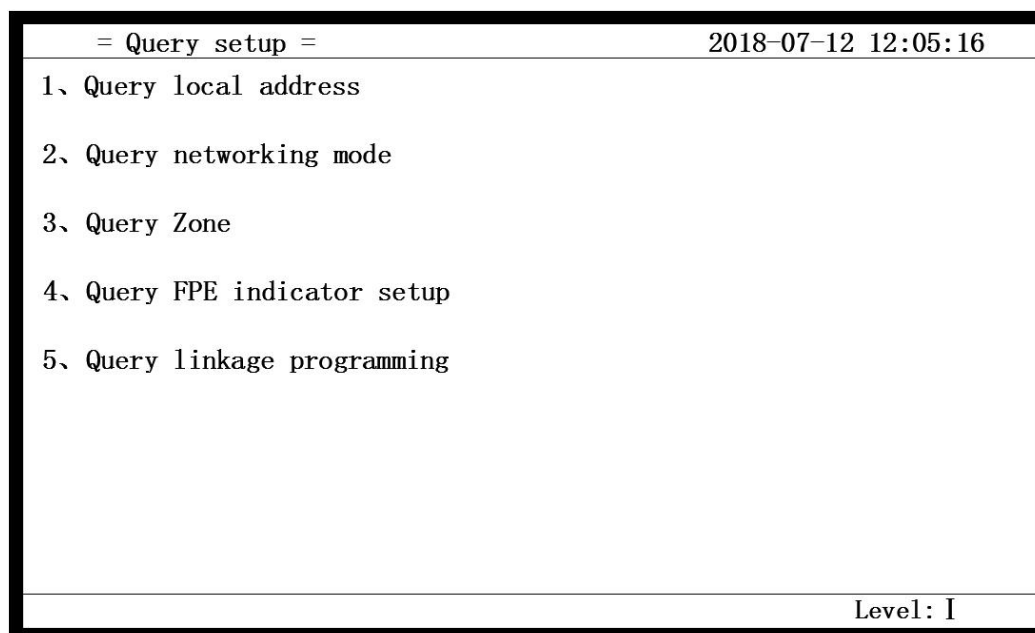 = Query setup = 2018-07-12 12:05:16
1、Query local address
2、Query networking mode
3、Query Zone
4、Query FPE indicator setup
5、Query linkage programming
Level: I